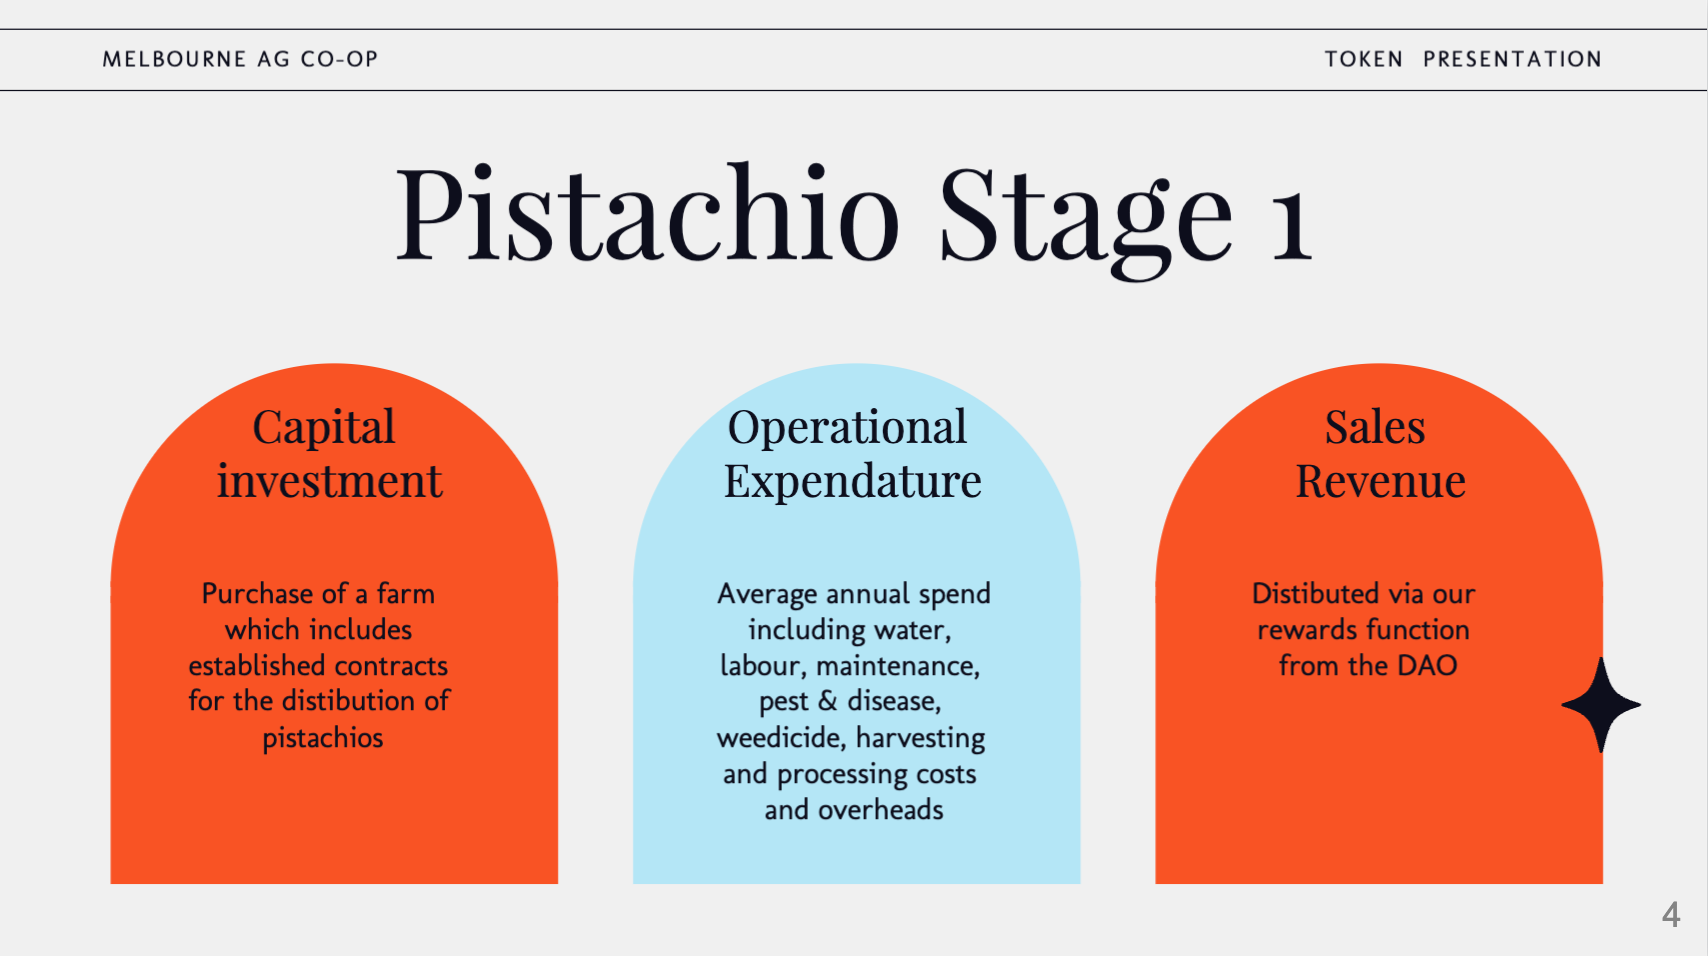 MELBOURNE AG CO-OP
TOKEN PRESENTATION
Pistachio Stage 1
Capital
investment
Purchase of a farm
which includes
established contracts
for the distibution of
pistachios
Operational
Expendature
Average annual spend
including water,
labour, maintenance,
pest & disease,
weedicide, harvesting
and processing costs
and overheads
Sales
Revenue
Distibuted via our
rewards function
from the DAO
4